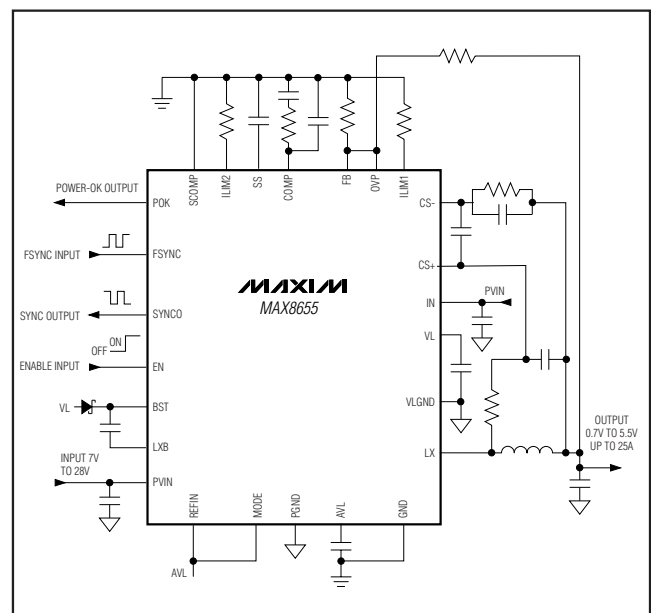 SCOMP
ILIM2
SS
COMP
FB
OVP
ILIM1
POWER-OK OUTPUT
POK
CS-
FSYNC INPUT
FSYNC
CS+
MAXIM
MAX8655
PVIN
IN
SYNC OUTPUT
SYNCO
VL
ON
OFF
ENABLE INPUT
EN
VL
BST
VLGND
LXB
OUTPUT
0.7V TO 5.5V
UP TO 25A
LX
INPUT 7V
TO 28V
PVIN
REFIN
MODE
PGND
AVL
GND
AVL